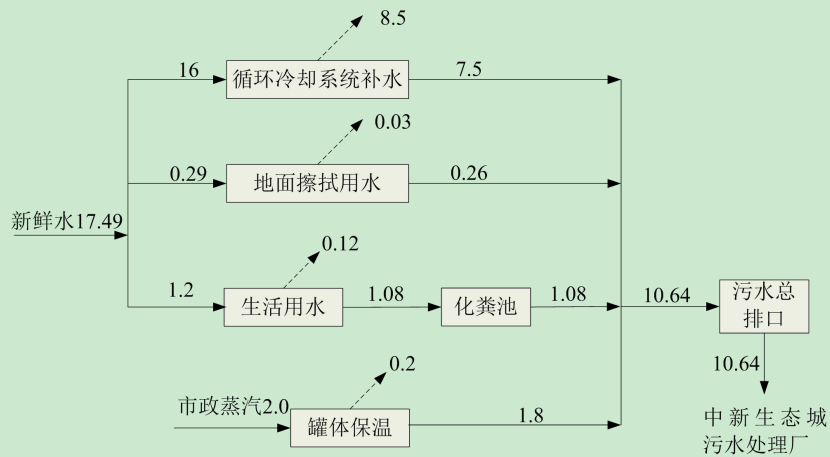 8.5
16
循环冷却系统补水
7.5
0.03
0.29
地面擦拭用水
0.26
新鲜水17.49
0.12
1.2
生活用水
1.08
化粪池
1.08
10.64
污水总
排口
10.64
0.2
市政蒸汽2.0
罐体保温
1.8
中新生态城
污水处理厂